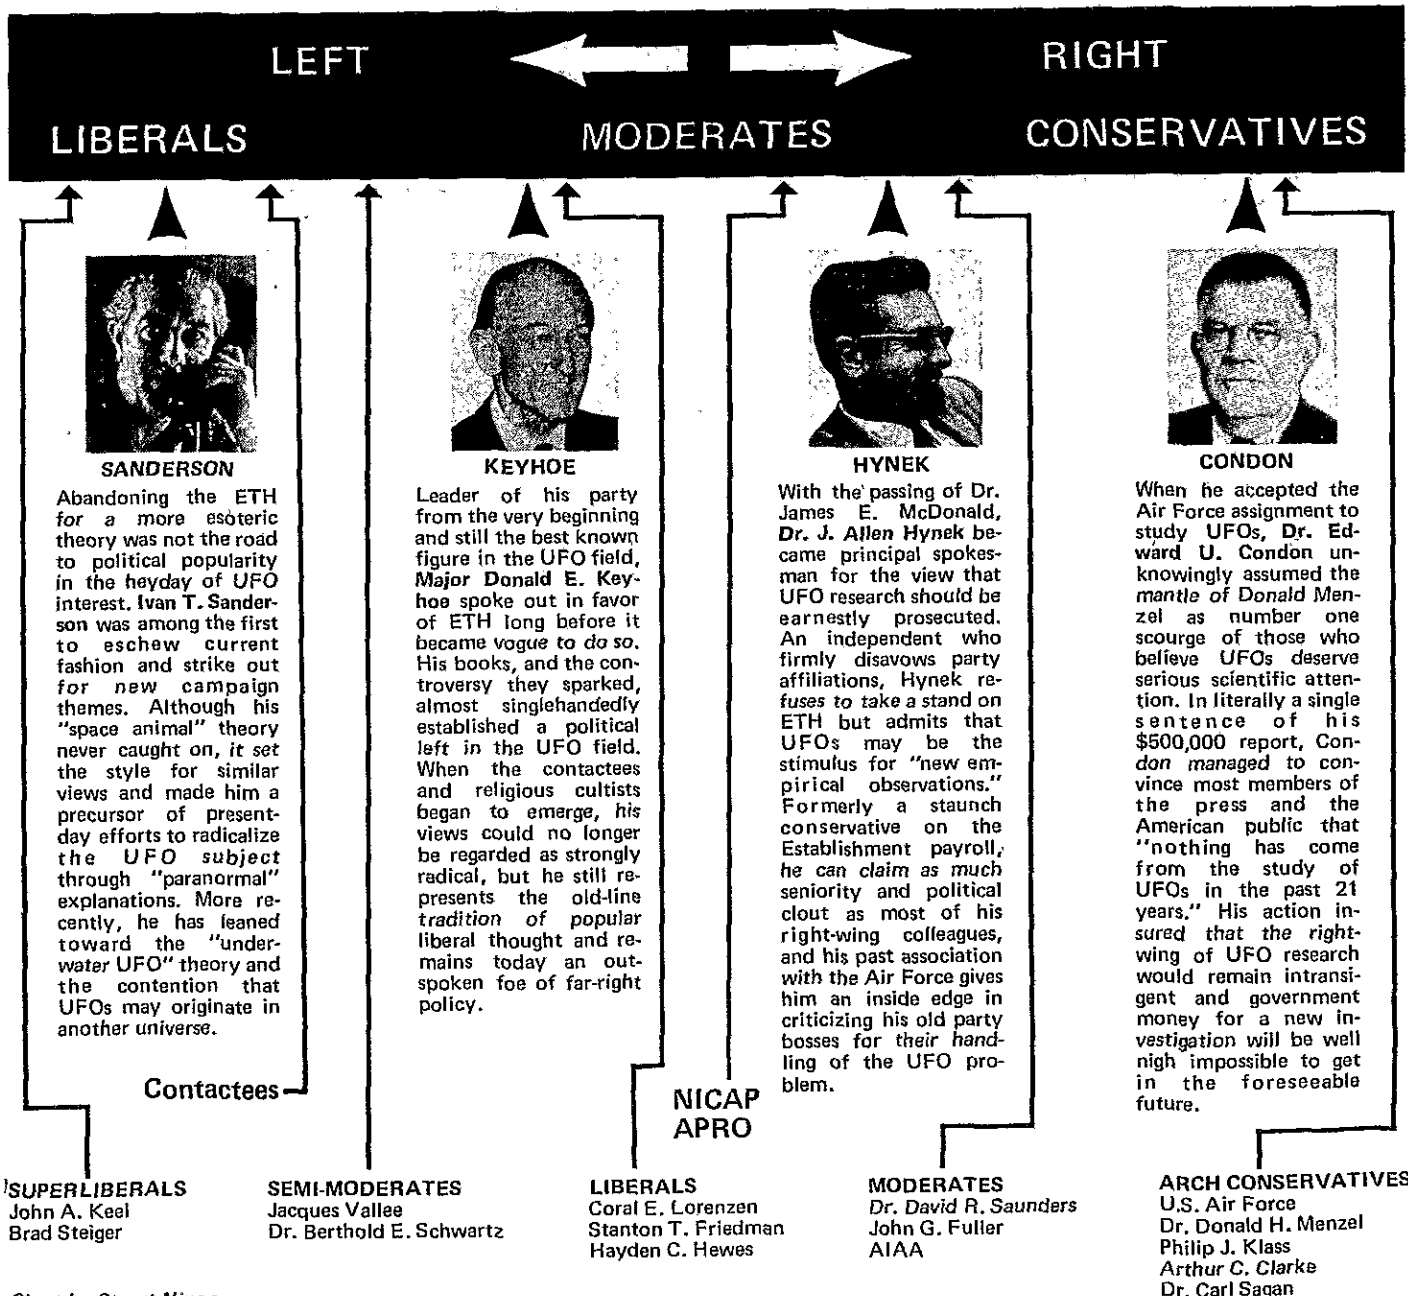 LEFT
RIGHT
LIBERALS
MODERATES
CONSERVATIVES
SANDERSON
Abandoning the ETH
for a more esoteric
theory was not the road
to political popularity
in the heyday of UFO
interest. Ivan T. Sander-
son was among the first
to eschew current
fashion and strike out
for new campaign
themes. Although his
"space animal" theory
never caught on, it set
the style for similar
views and made him a
precursor of present-
day efforts to radicalize
the UFO subject
through "paranormal"
explanations. More re-
cently, he has leaned
toward the "under-
water UFO" theory and
the contention that
UFOs may originate in
another universe.
KEYHOE
Leader of his party
from the very beginning
and still the best known
figure in the UFO field,
Major Donald E. Key-
hoe spoke out in favor
of ETH long before it
became vogue to do so.
His books, and the con-
troversy they sparked,
almost singlehandedly
established a political
left in the UFO field.
When the contactees
and religious cultists
began to emerge, his
views could no longer
be regarded as strongly
radical, but he still re-
presents the old-line
tradition of popular
liberal thought and re-
mains today an out-
spoken foe of far-right
policy.
HYNEK
With the passing of Dr.
James E. McDonald,
Dr. J. Allen Hynek be-
came principal spokes-
man for the view that
UFO research should be
earnestly prosecuted.
An independent who
firmly disavows party
affiliations, Hynek re-
fuses to take a stand on
ETH but admits that
UFOs may be the
stimulus for "new em-
pirical observations."
Formerly a staunch
conservative on the
Establishment payroll,
he can claim as much
seniority and political
clout as most of his
right-wing colleagues,
and his past association
with the Air Force gives
him an inside edge in
criticizing his old party
bosses for their hand-
ling of the UFO pro-
blem.
CONDON
When he accepted the
Air Force assignment to
study UFOs, Dr. Ed-
ward U. Condon un-
knowingly assumed the
mantle of Donald Men-
zel as number one
scourge of those who
believe UFOs deserve
serious scientific atten-
tion. In literally a single
sentence of his
$500,000 report, Con-
don managed to con-
vince most members of
the press and the
American public that
"nothing has come
from the study of
UFOs in the past 21
years." His action in-
sured that the right-
wing of UFO research
would remain intransi-
gent and government
money for a new in-
vestigation will be well
nigh impossible to get
in the foreseeable
future.
Contactees
NICAP
APRO
SUPERLIBERALS
John A. Keel
Brad Steiger
SEMI-MODERATES
Jacques Vallee
Dr. Berthold E. Schwartz
LIBERALS
Coral E. Lorenzen
Stanton T. Friedman
Hayden C. Hewes
MODERATES
Dr. David R. Saunders
John G. Fuller
AIAA
ARCH CONSERVATIVES
U.S. Air Force
Dr. Donald H. Menzel
Philip J. Klass
Arthur C. Clarke
Dr. Carl Sagan